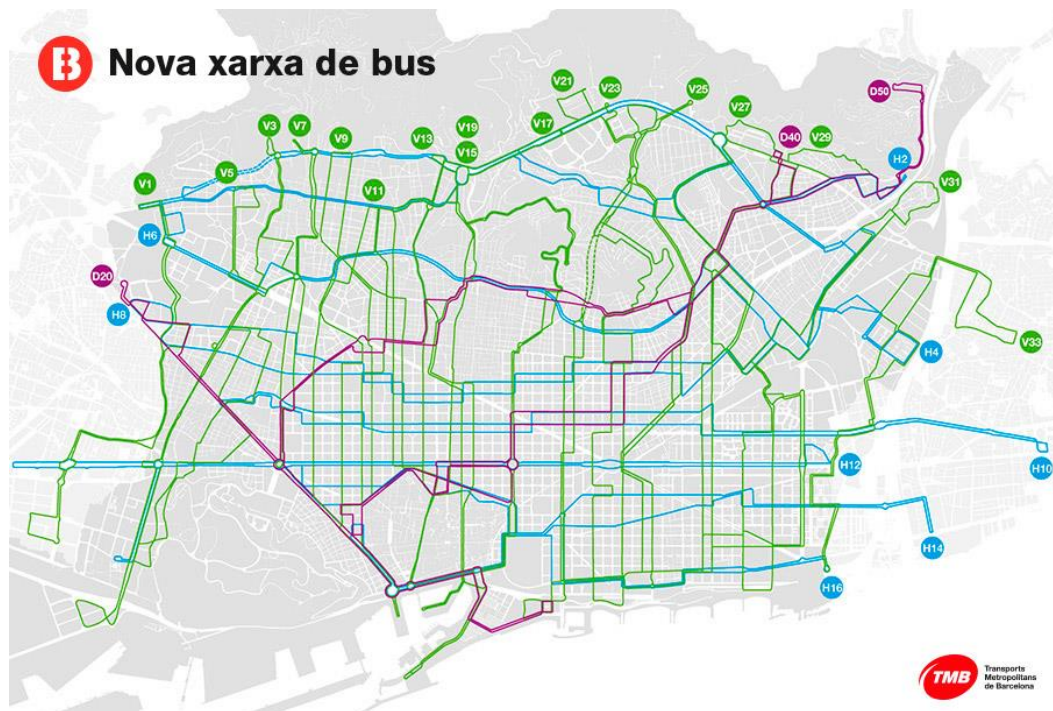 B Nova xarxa de bus
V21
V23
V25
D50
V3
V7
V9
V13
V19
V17
V27
D40
V29
V15
H2
V1
V5
V11
V31
H6
D20
H8
V33
H4
H12
H10
H14
H16
TMB
Transports
Metropolitans
de Barcelona